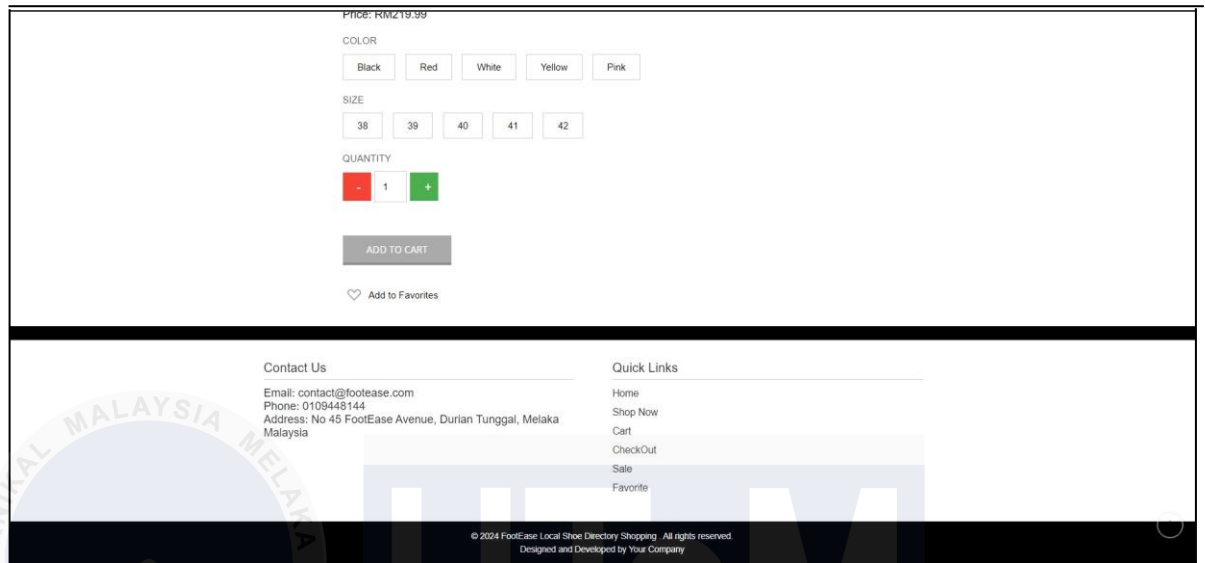 Price: RM219.99
COLOR
Black Red White Yellow Pink
SIZE
38 39 40 41 42
QUANTITY
- 1 +
ADD TO CART
Add to Favorites
Contact Us
Email: contact@footease.com
Phone: 0109448144
Address: No 45 FootEase Avenue, Durian Tunggal, Melaka
Malaysia
Quick Links
Home
Shop Now
Cart
CheckOut
Sale
Favorite
© 2024 FootEase Local Shoe Directory Shopping . All rights reserved.
Designed and Developed by Your Company
MALAYSIA MELAKA